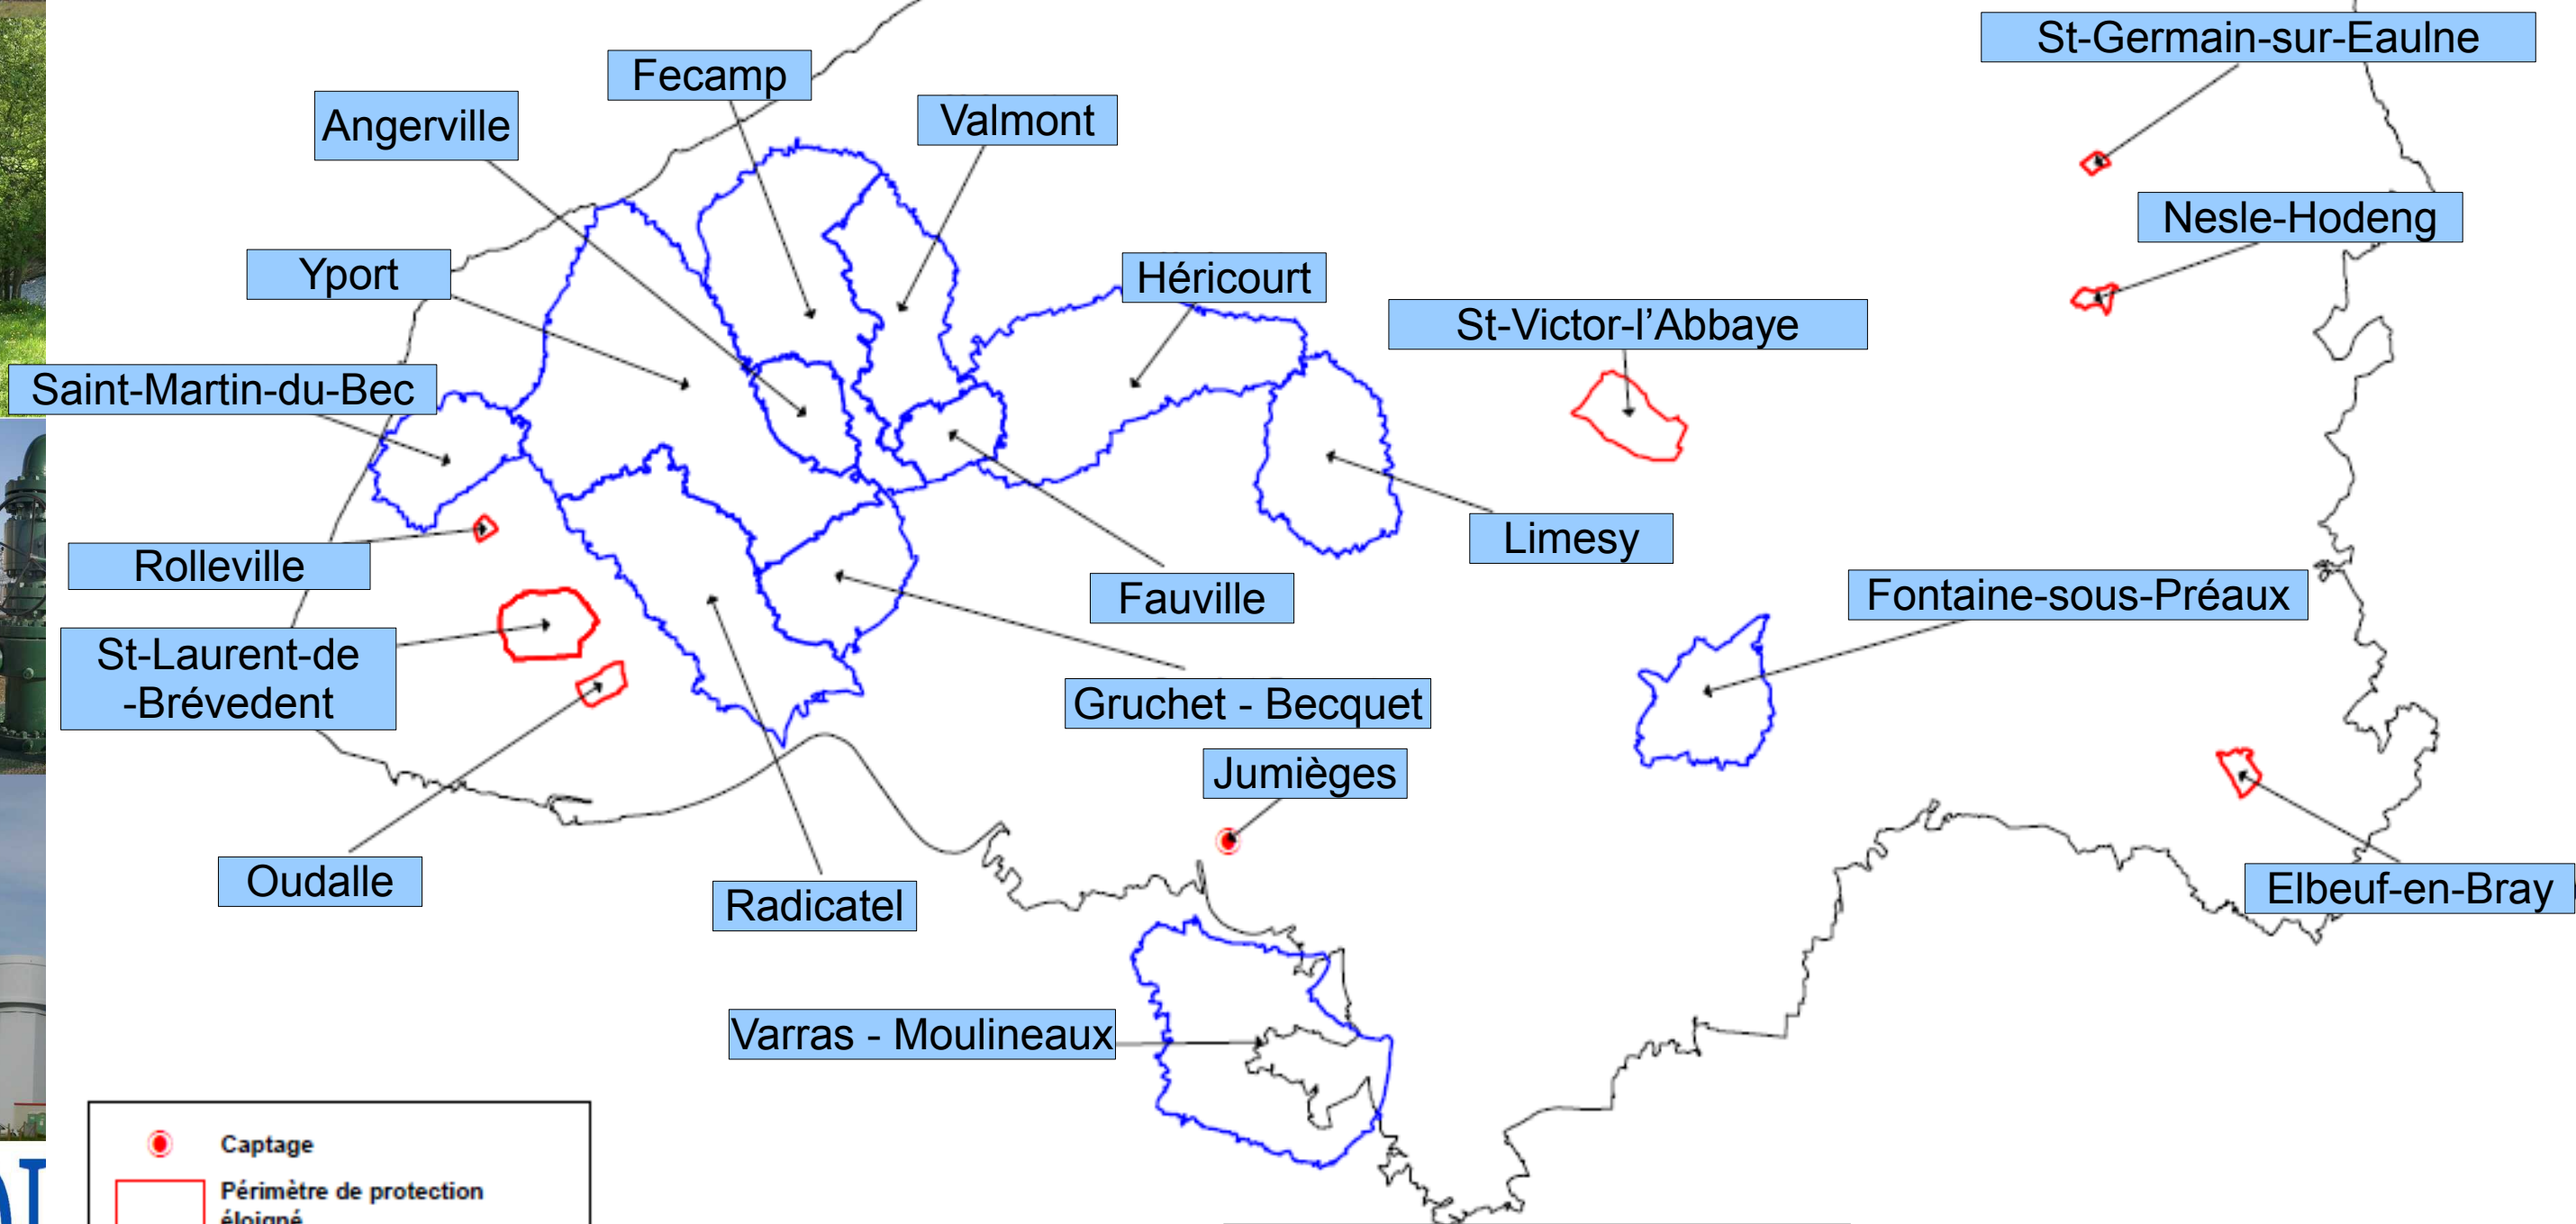 St-Germain-sur-Eaulne
Fecamp
Angerville
Valmont
Nesle-Hodeng
Yport
Héricourt
St-Victor-l'Abbaye
Saint-Martin-du-Bec
Limesy
Rolleville
Fauville
Fontaine-sous-Préaux
St-Laurent-de
-Brévedent
Gruchet - Becquet
Jumièges
Oudalle
Radicatel
Elbeuf-en-Bray
Varras - Moulineaux
Captage
Périmètre de protection
éloigné